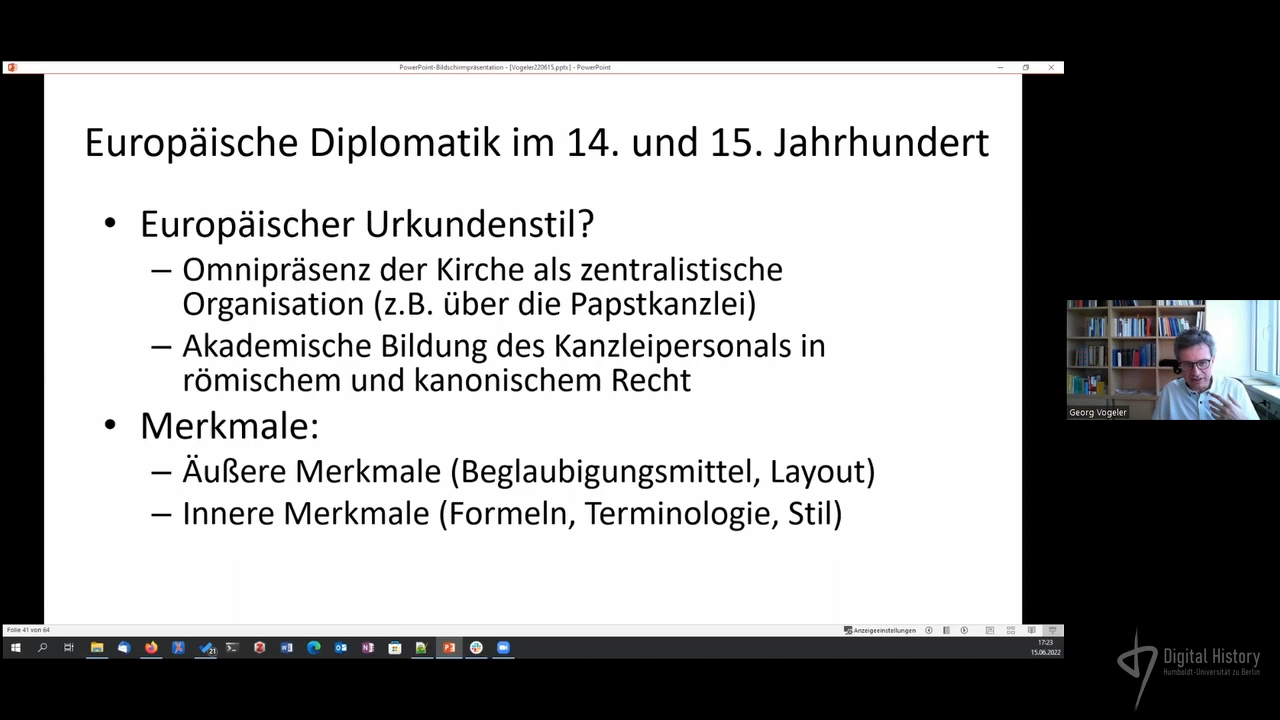 PowerPoint-Bildschirmpräsentation - [Vogeler220615.pptx] - PowerPoint
Europäische Diplomatik im 14. und 15. Jahrhundert
• Europäischer Urkundenstil?
– Omnipräsenz der Kirche als zentralistische
Organisation (z.B. über die Papstkanzlei)
– Akademische Bildung des Kanzleipersonals in
römischem und kanonischem Recht
• Merkmale:
– Äußere Merkmale (Beglaubigungsmittel, Layout)
– Innere Merkmale (Formeln, Terminologie, Stil)
Georg Vogeler
Folie 41 von 64
Anzeigeeinstellungen
21
17:23
15.06.2022
Digital History
Humboldt-Universität zu Berlin